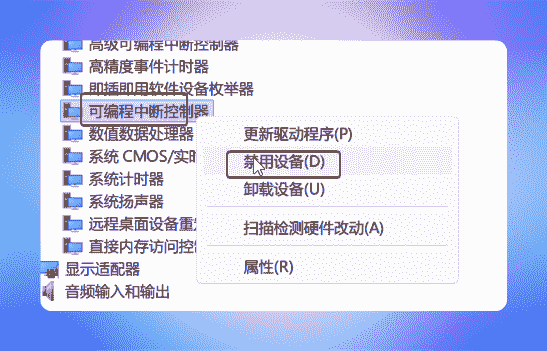 高级可编程中断控制器
高精度事件计时器
即插即用软件设备枚举器
可编程中断控制器
数值数据处理器
系统 CMOS/实时
系统计时器
系统扬声器
远程桌面设备重定
直接内存访问控制
显示适配器
音频输入和输出
更新驱动程序(P)
禁用设备(D)
卸载设备(U)
扫描检测硬件改动(A)
属性(R)